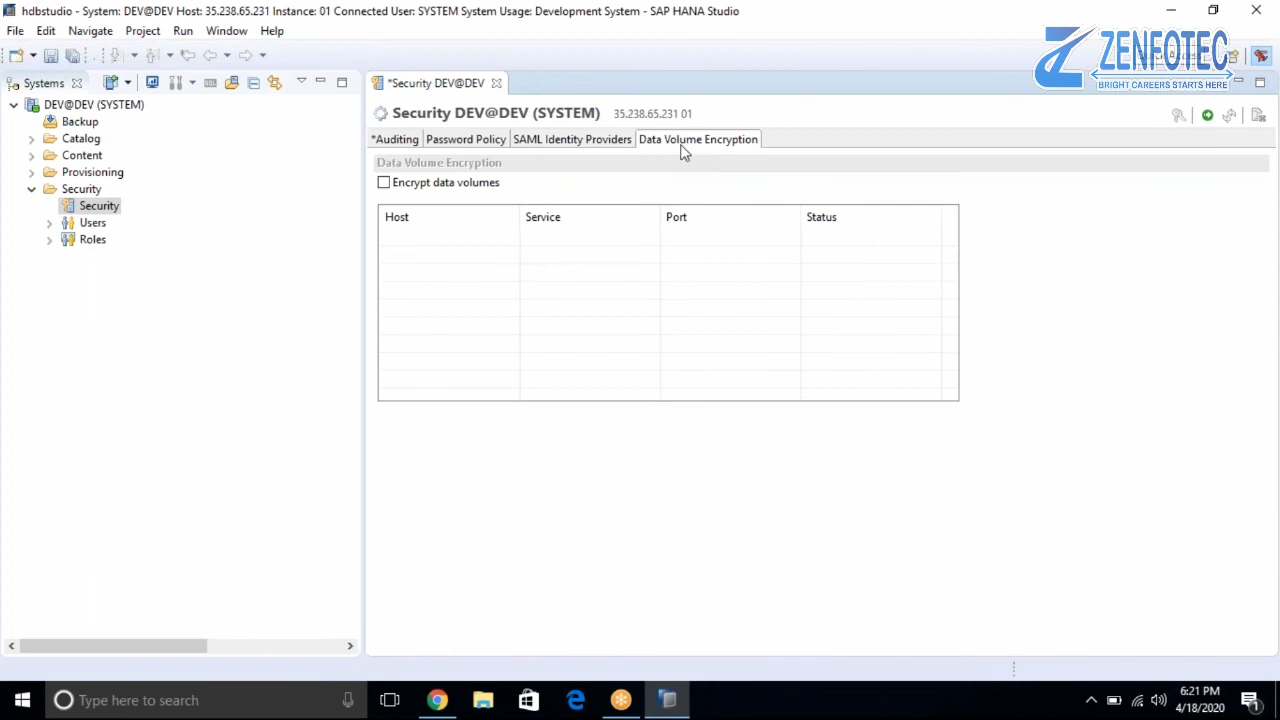 hdbstudio - System: DEV@DEV Host: 35.238.65.231 Instance: 01 Connected User: SYSTEM System Usage: Development System - SAP HANA Studio
File Edit Navigate Project Run Window Help
ZENFOTEC
BRIGHT CAREERS STARTS HERE
Systems
*Security DEV@DEV
DEV@DEV (SYSTEM)
Backup
Catalog
Content
Provisioning
Security
Security
Users
Roles
Security DEV@DEV (SYSTEM) 35.238.65.231 01
*Auditing Password Policy SAML Identity Providers Data Volume Encryption
Data Volume Encryption
Encrypt data volumes
Host Service Port Status
Type here to search
6:21 PM
4/18/2020
1